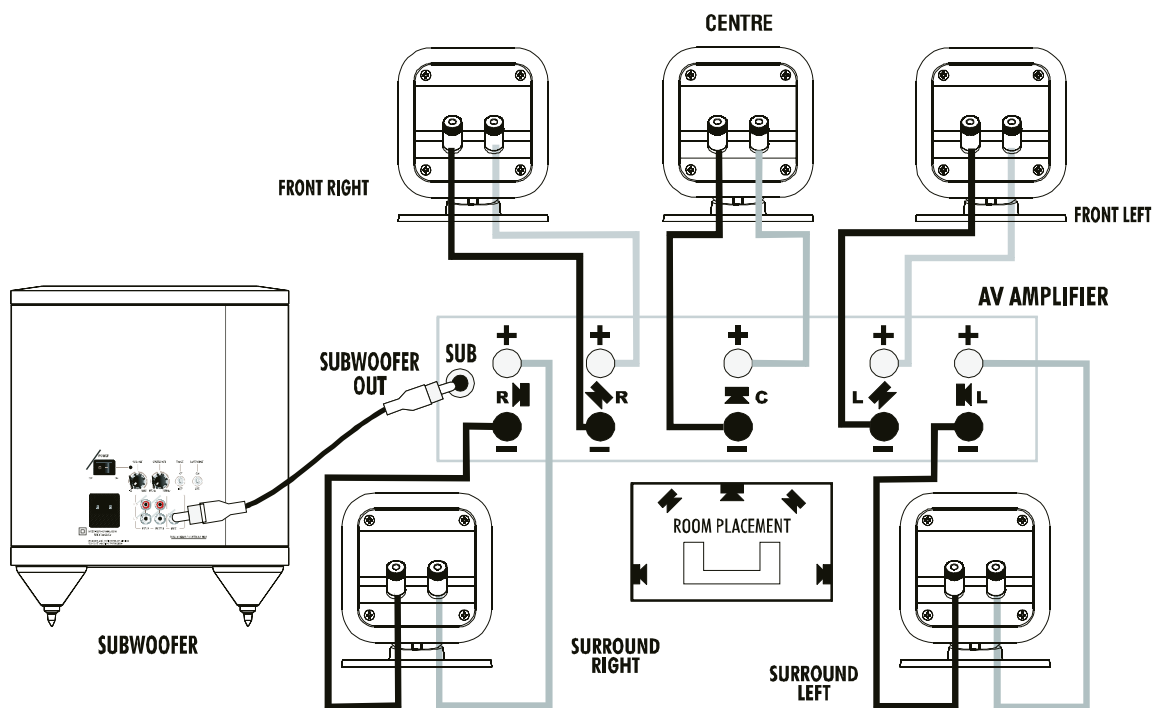 CENTRE
FRONT RIGHT
FRONT LEFT
AV AMPLIFIER
SUBWOOFER
OUT
SUB
+ + + + +
R R C L L
– – – – –
ROOM PLACEMENT
SUBWOOFER
SURROUND
RIGHT
SURROUND
LEFT